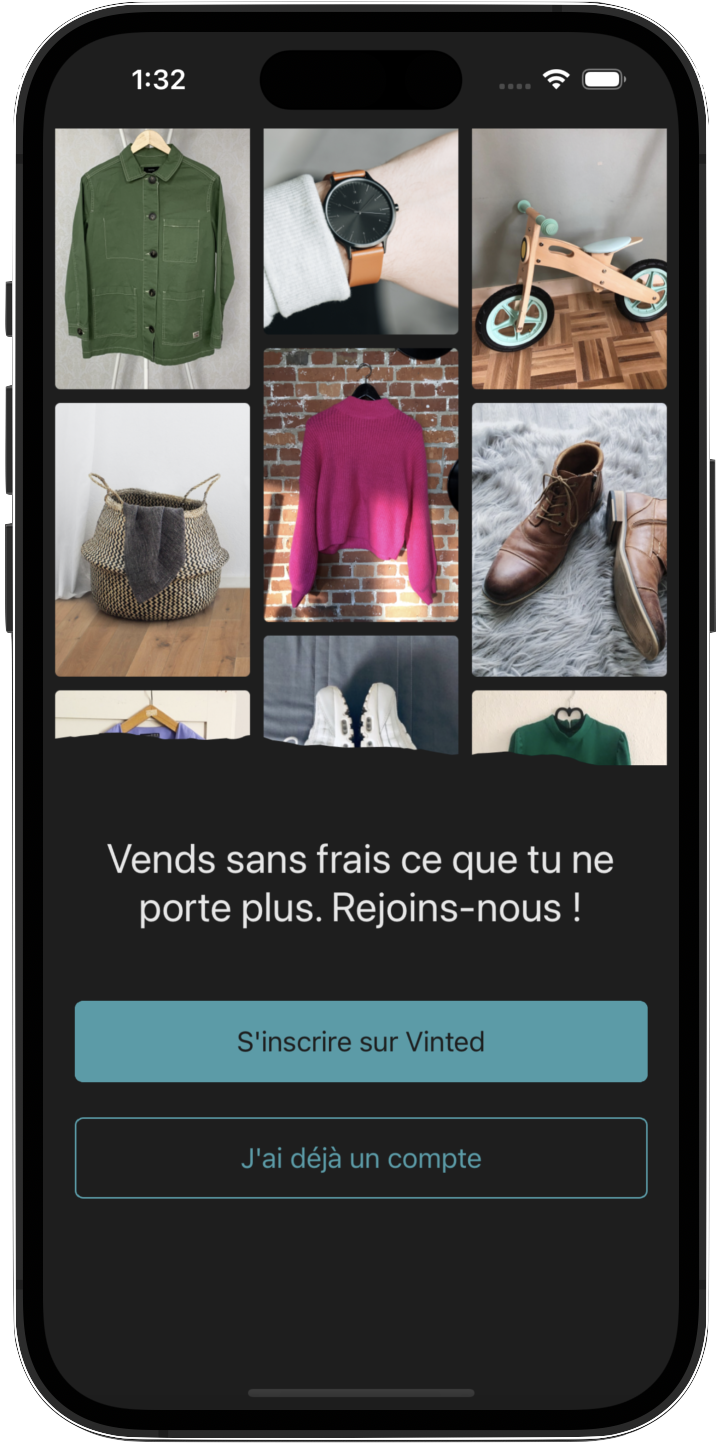 1:32
Vends sans frais ce que tu ne
porte plus. Rejoins-nous !
S'inscrire sur Vinted
J'ai déjà un compte